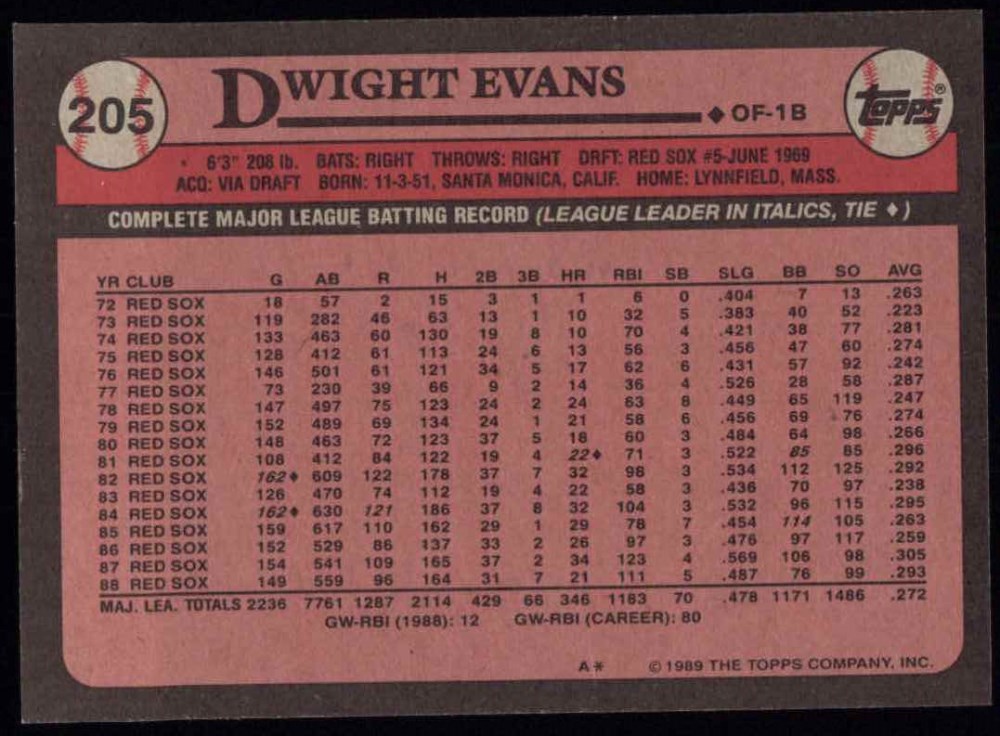 205
DWIGHT EVANS
◆ OF-1B
topps®
• 6'3" 208 lb. BATS: RIGHT THROWS: RIGHT DRFT: RED SOX #5-JUNE 1969
ACQ: VIA DRAFT BORN: 11-3-51, SANTA MONICA, CALIF. HOME: LYNNFIELD, MASS.
COMPLETE MAJOR LEAGUE BATTING RECORD (LEAGUE LEADER IN ITALICS, TIE ◆)
YR CLUB G AB R H 2B 3B HR RBI SB SLG BB SO AVG
72 RED SOX 18 57 2 15 3 1 1 6 0 .404 7 13 .263
73 RED SOX 119 282 46 63 13 1 10 32 5 .383 40 52 .223
74 RED SOX 133 463 60 130 19 8 10 70 4 .421 38 77 .281
75 RED SOX 128 412 61 113 24 6 13 56 3 .456 47 60 .274
76 RED SOX 146 501 61 121 34 5 17 62 6 .431 57 92 .242
77 RED SOX 73 230 39 66 9 2 14 36 4 .526 28 58 .287
78 RED SOX 147 497 75 123 24 2 24 63 8 .449 65 119 .247
79 RED SOX 152 489 69 134 24 1 21 58 6 .456 69 76 .274
80 RED SOX 148 463 72 123 37 5 18 60 3 .484 64 98 .266
81 RED SOX 108 412 84 122 19 4 22◆ 71 3 .522 85 85 .296
82 RED SOX 162◆ 609 122 178 37 7 32 98 3 .534 112 125 .292
83 RED SOX 126 470 74 112 19 4 22 58 3 .436 70 97 .238
84 RED SOX 162◆ 630 121 186 37 8 32 104 3 .532 96 115 .295
85 RED SOX 159 617 110 162 29 1 29 78 7 .454 114 105 .263
86 RED SOX 152 529 86 137 33 2 26 97 3 .476 97 117 .259
87 RED SOX 154 541 109 165 37 2 34 123 4 .569 106 98 .305
88 RED SOX 149 559 96 164 31 7 21 111 5 .487 76 99 .293
MAJ. LEA. TOTALS 2236 7761 1287 2114 429 66 346 1183 70 .478 1171 1486 .272
GW-RBI (1988): 12 GW-RBI (CAREER): 80
A* © 1989 THE TOPPS COMPANY, INC.